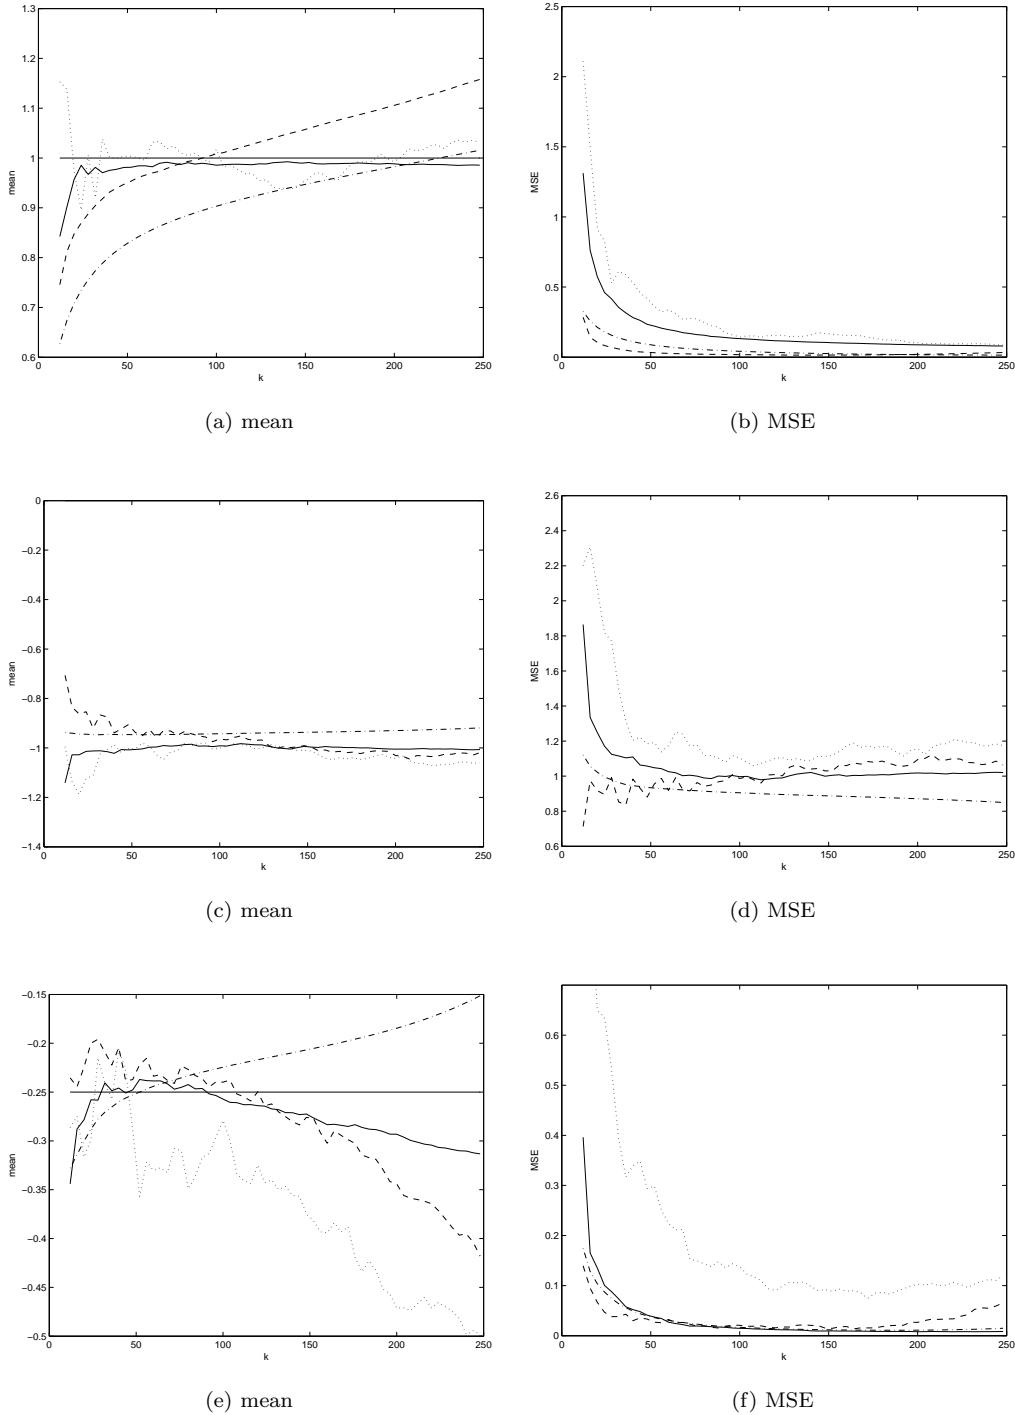 1.3
1.2
1.1
1
0.9
0.8
0.7
0.6
mean
0 50 100 150 200 250
k
(a) mean
2.5
2
1.5
1
0.5
0
MSE
0 50 100 150 200 250
k
(b) MSE
0
−0.2
−0.4
−0.6
−0.8
−1
−1.2
−1.4
mean
0 50 100 150 200 250
k
(c) mean
2.6
2.4
2.2
2
1.8
1.6
1.4
1.2
1
0.8
0.6
MSE
0 50 100 150 200 250
k
(d) MSE
−0.15
−0.2
−0.25
−0.3
−0.35
−0.4
−0.45
−0.5
mean
0 50 100 150 200 250
k
(e) mean
0.6
0.5
0.4
0.3
0.2
0.1
0
MSE
0 50 100 150 200 250
k
(f) MSE